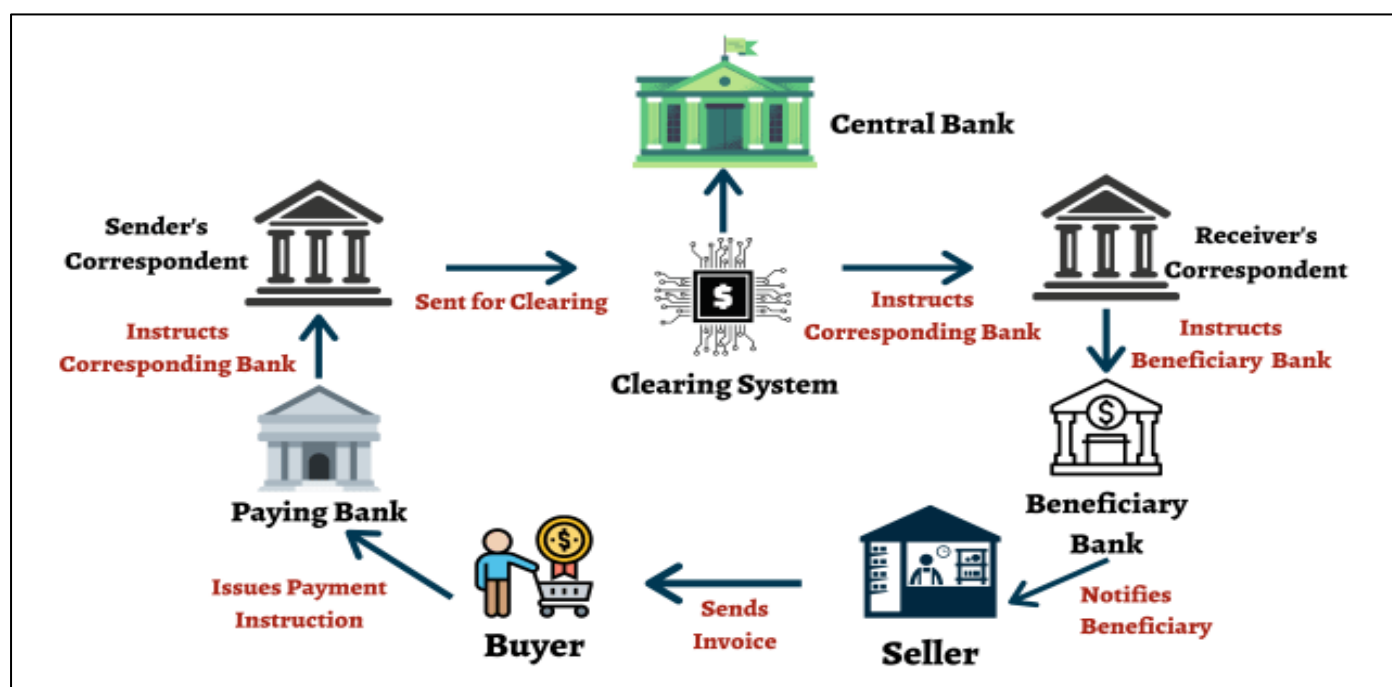 Central Bank
Sender's
Correspondent
Receiver's
Correspondent
Sent for Clearing
$
Instructs
Corresponding Bank
Instructs
Corresponding Bank
Instructs
Beneficiary Bank
Clearing System
$
Paying Bank
Beneficiary
Bank
$
Issues Payment
Instruction
Sends
Invoice
Notifies
Beneficiary
Buyer
Seller